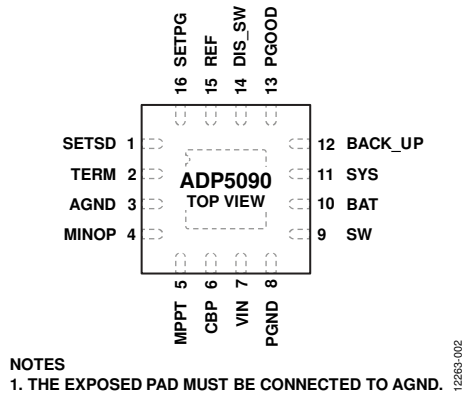 16 SETPG
15 REF
14 DIS_SW
13 PGOOD
SETSD 1
TERM 2
AGND 3
MINOP 4
ADP5090
TOP VIEW
12 BACK_UP
11 SYS
10 BAT
9 SW
MPPT 5
CBP 6
VIN 7
PGND 8
NOTES
1. THE EXPOSED PAD MUST BE CONNECTED TO AGND.
12263-002